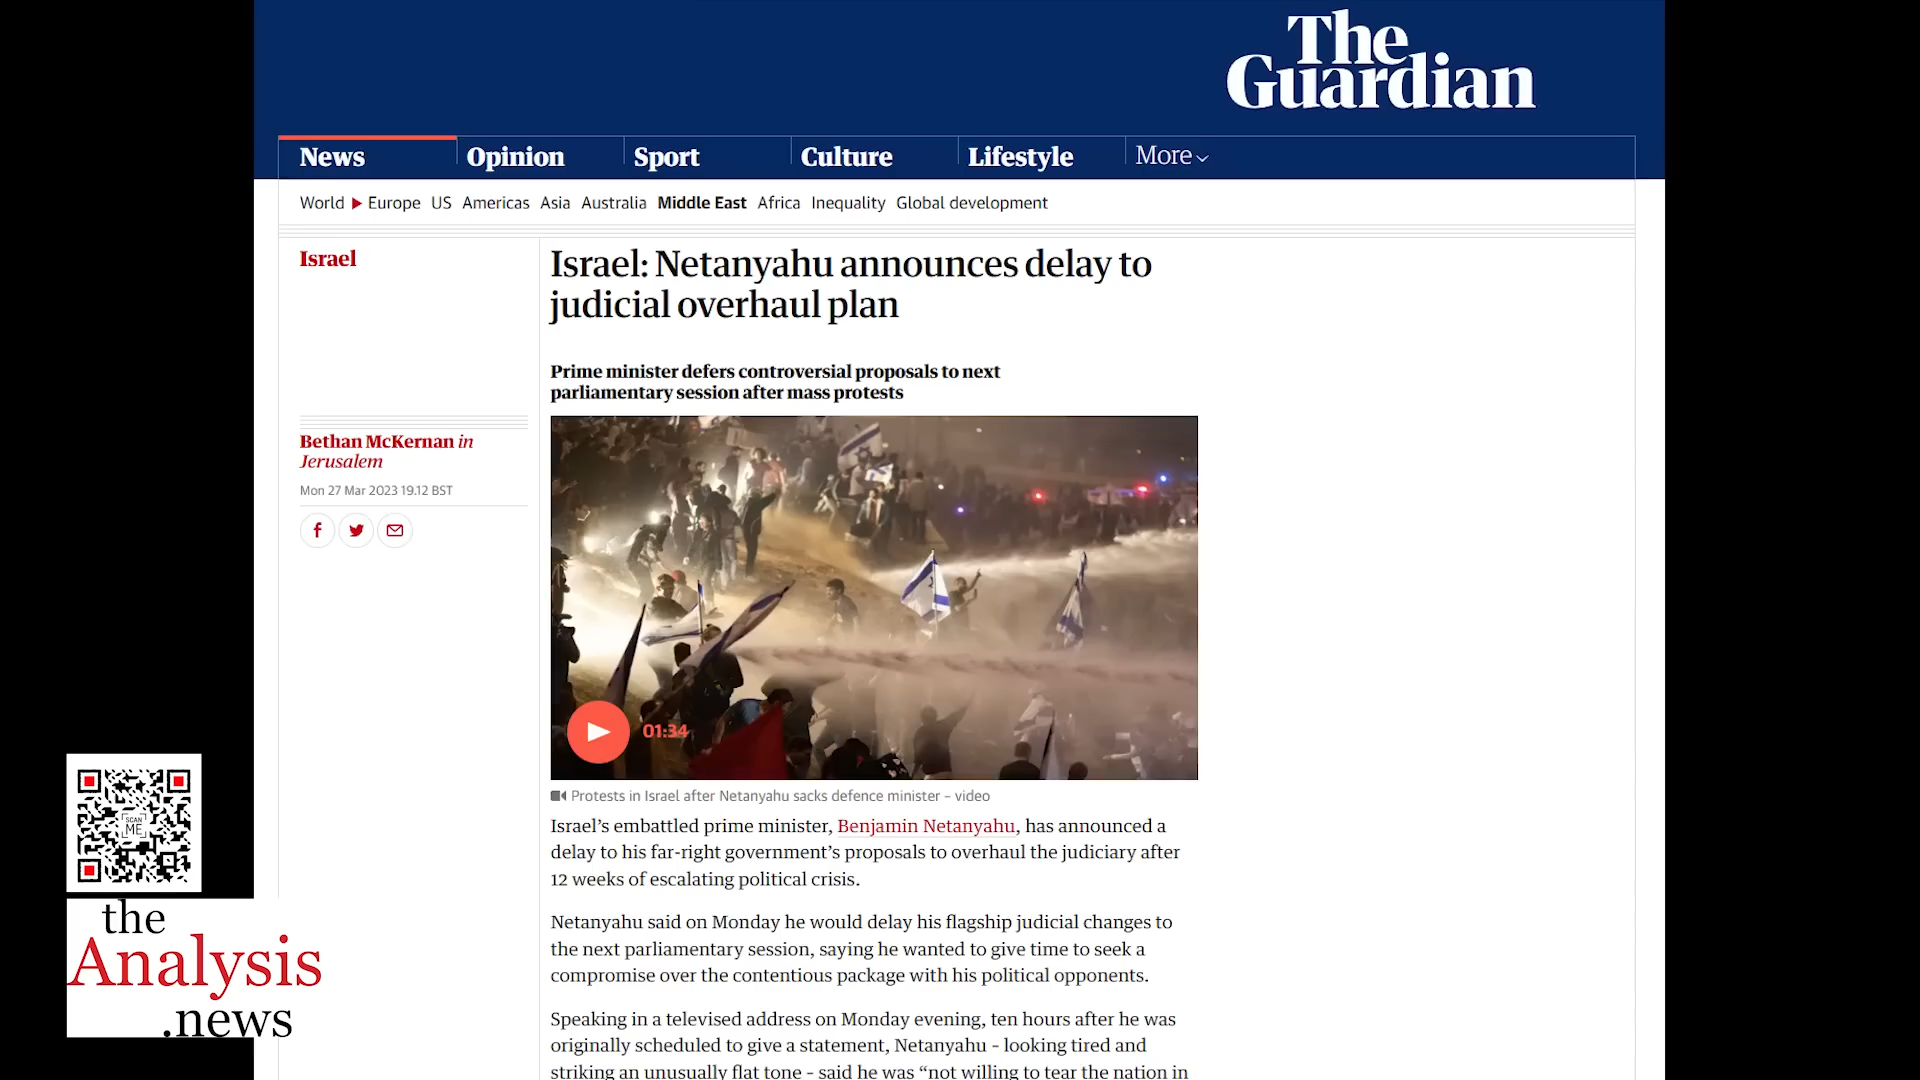 The
Guardian
News Opinion Sport Culture Lifestyle More
World Europe US Americas Asia Australia Middle East Africa Inequality Global development
Israel
Israel: Netanyahu announces delay to
judicial overhaul plan
Prime minister defers controversial proposals to next
parliamentary session after mass protests
Bethan McKernan in
Jerusalem
Mon 27 Mar 2023 19.12 BST
01:34
Protests in Israel after Netanyahu sacks defence minister – video
Israel’s embattled prime minister, Benjamin Netanyahu, has announced a
delay to his far-right government’s proposals to overhaul the judiciary after
12 weeks of escalating political crisis.
Netanyahu said on Monday he would delay his flagship judicial changes to
the next parliamentary session, saying he wanted to give time to seek a
compromise over the contentious package with his political opponents.
Speaking in a televised address on Monday evening, ten hours after he was
originally scheduled to give a statement, Netanyahu – looking tired and
striking an unusually flat tone – said he was “not willing to tear the nation in
SCAN
ME
the
Analysis
.news